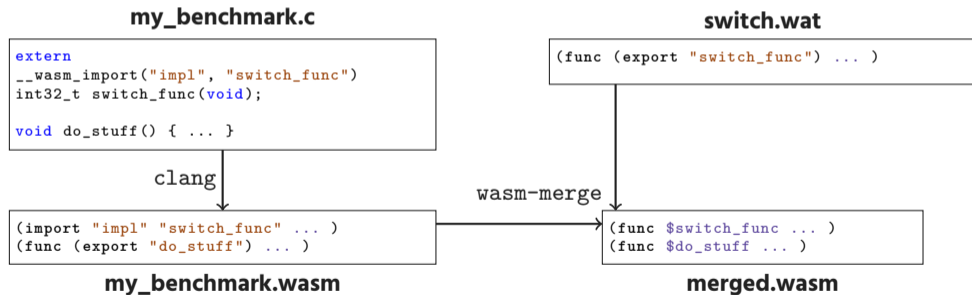 my_benchmark.c
extern
__wasm_import("impl", "switch_func")
int32_t switch_func(void);
void do_stuff() { ... }
switch.wat
(func (export "switch_func") ... )
clang
wasm-merge
(import "impl" "switch_func" ... )
(func (export "do_stuff") ... )
my_benchmark.wasm
(func $switch_func ... )
(func $do_stuff ... )
merged.wasm